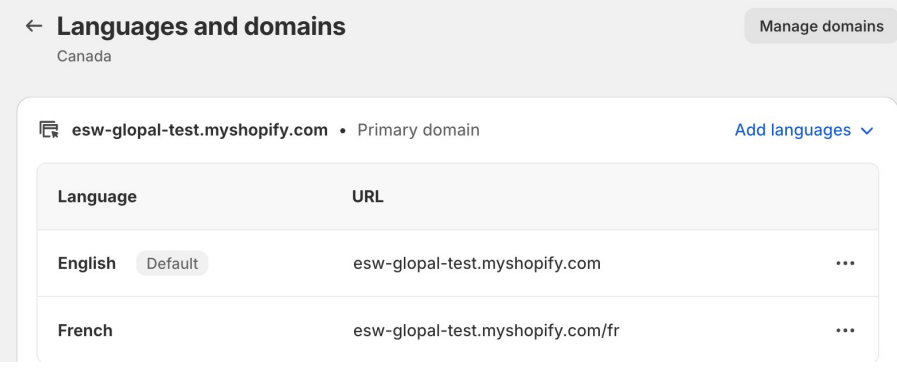 Languages and domains
Manage domains
Canada
esw-glopal-test.myshopify.com • Primary domain
Add languages
Language URL
English Default esw-glopal-test.myshopify.com
French esw-glopal-test.myshopify.com/fr